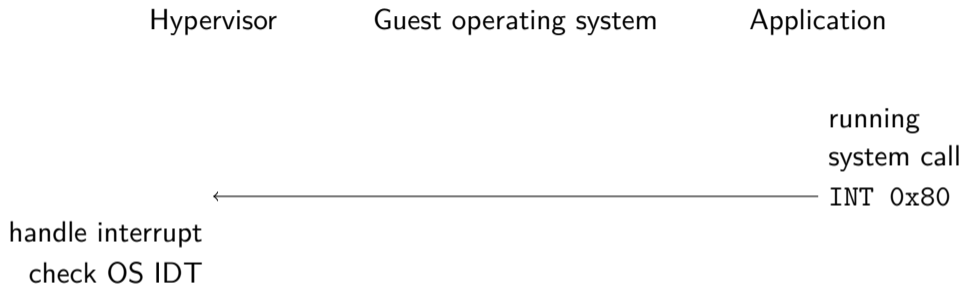 Hypervisor Guest operating system Application
running
system call
INT 0x80
handle interrupt
check OS IDT